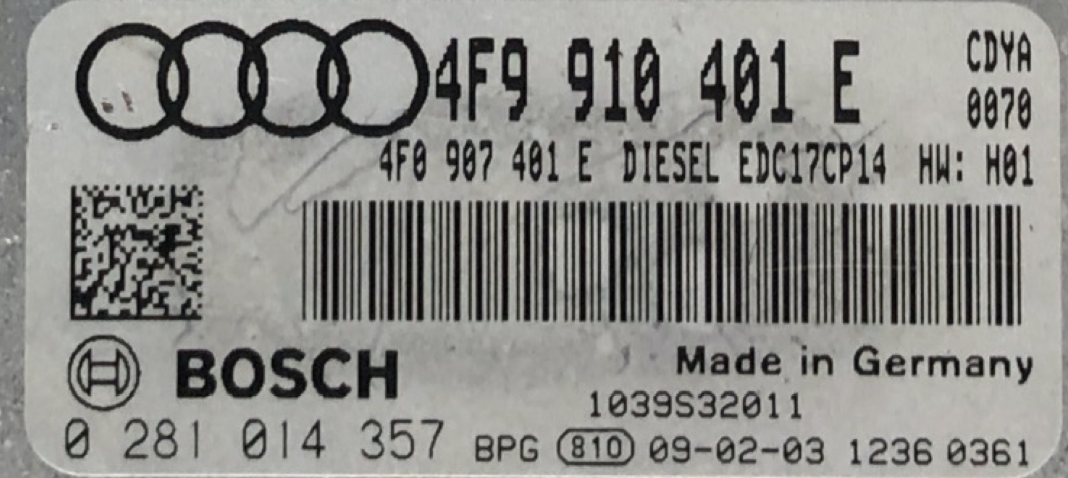 4F9 910 401 E CDYA
0070
4F0 907 401 E DIESEL EDC17CP14 HW: H01
BOSCH Made in Germany
1039S32011
0 281 014 357 BPG 810 09-02-03 1236 0361